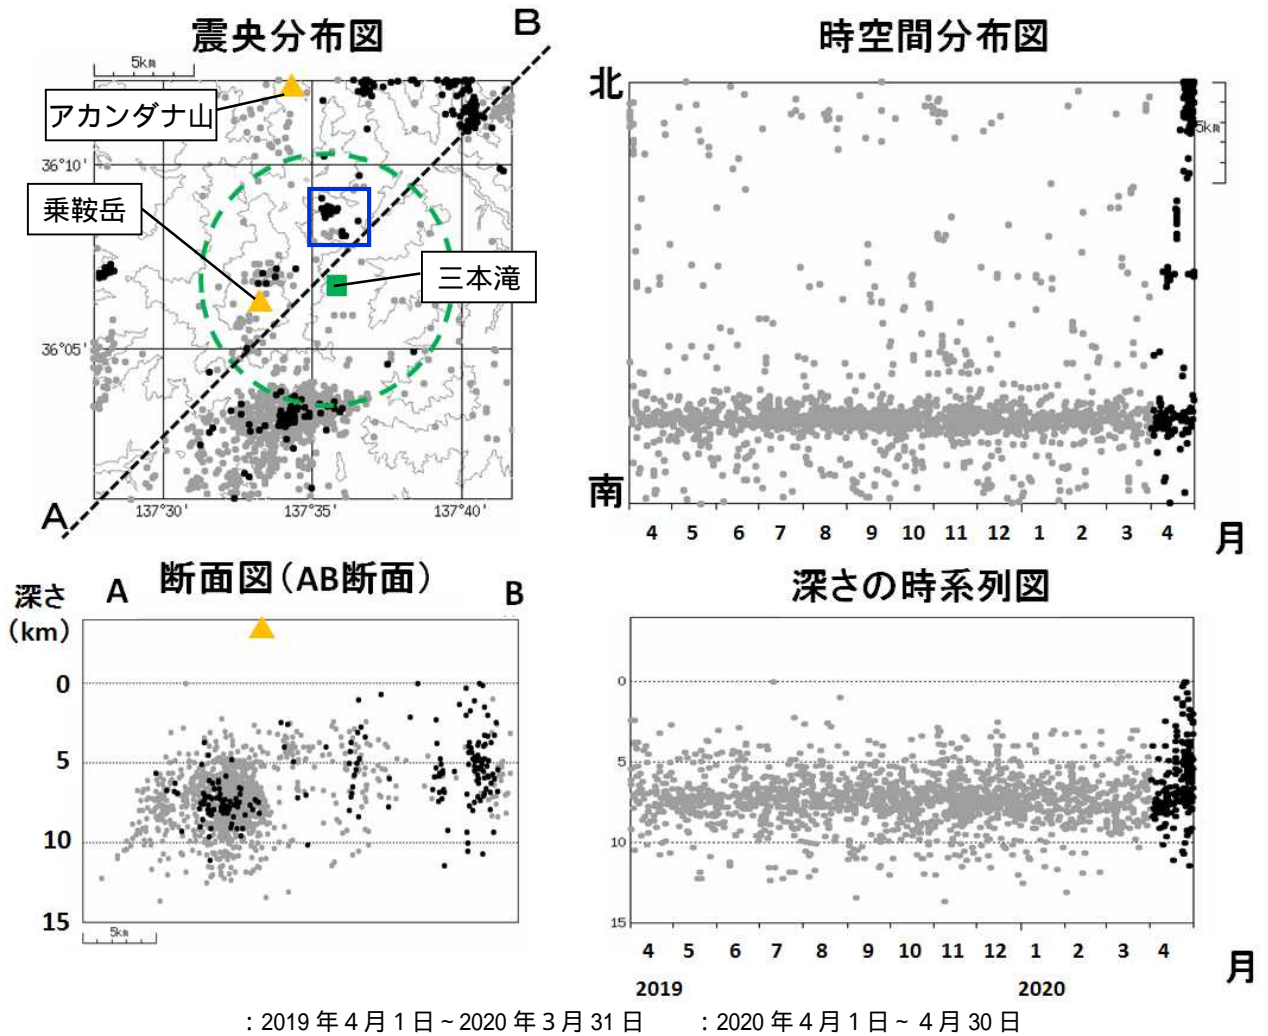 震央分布図
B
5km
アカンダナ山
36°10'
乗鞍岳
三本滝
36°05'
A
137°30'
137°35'
137°40'
時空間分布図
北
5km
南
4 5 6 7 8 9 10 11 12 1 2 3 4
月
断面図（AB断面）
深さ
（km）
A
B
0
5
10
15
5km
深さの時系列図
0
5
10
15
4 5 6 7 8 9 10 11 12 1 2 3 4
月
2019
2020
：2019年4月1日～2020年3月31日 ：2020年4月1日～4月30日